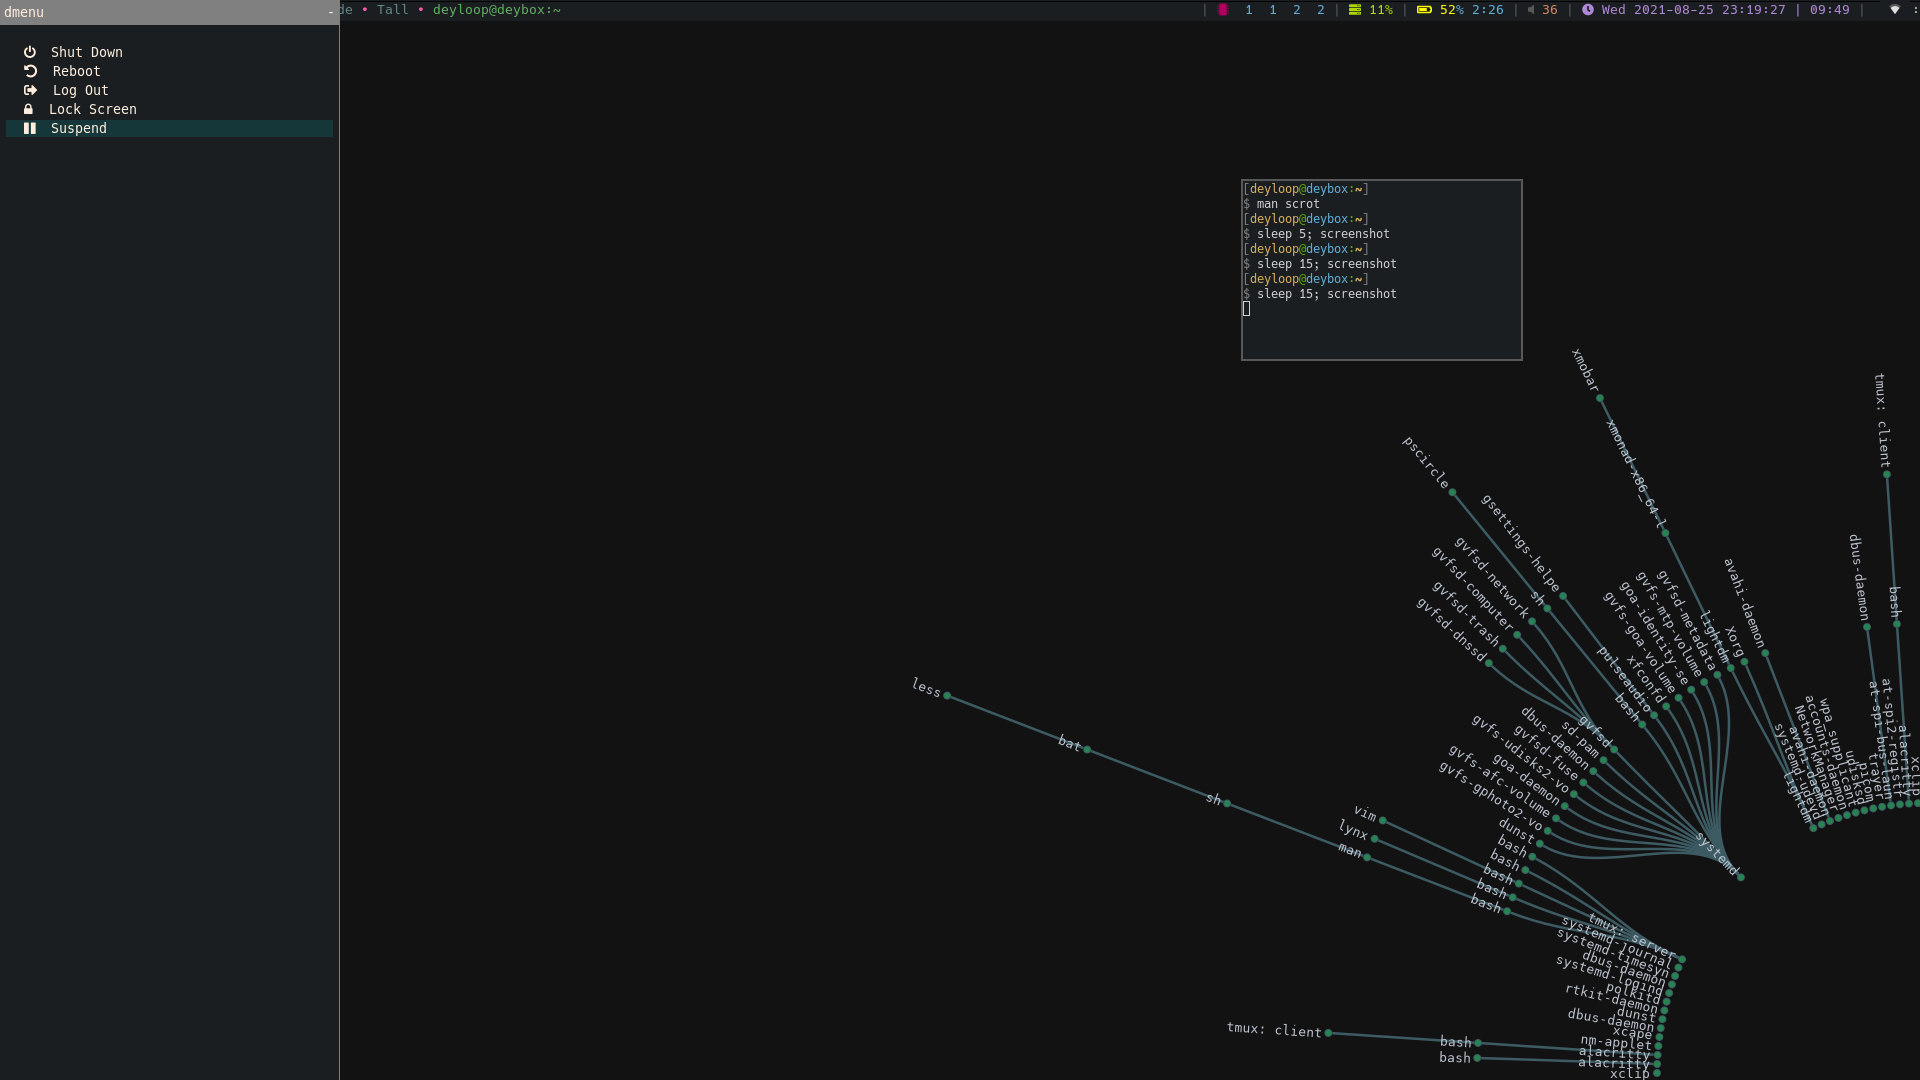 dmenu
-
de • Tall • deyloop@deybox:~
| 1 1 2 2 | 11% | 52% 2:26 | 36 | Wed 2021-08-25 23:19:27 | 09:49 |
Shut Down
Reboot
Log Out
Lock Screen
Suspend
[deyloop@deybox:~]
$ man scrot
[deyloop@deybox:~]
$ sleep 5; screenshot
[deyloop@deybox:~]
$ sleep 15; screenshot
[deyloop@deybox:~]
$ sleep 15; screenshot
xmobar
xmonad-x86_64-l
tmux: client
pscircle
gsettings-helpe
gvfsd-network
gvfsd-computer
gvfsd-trash
gvfsd-dnssd
sh
avahi-daemon
dbus-daemon
bash
gvfsd-metadata
gvfs-mtp-volume
goa-identity-se
gvfs-goa-volume
lightdm
Xorg
xfconfd
pulseaudio
bash
gvfsd
sd-pam
dbus-daemon
gvfsd-fuse
gvfs-udisks2-vo
goa-daemon
gvfs-afc-volume
gvfs-gphoto2-vo
dunst
bash
bash
bash
bash
bash
systemd
at-spi2-registr
at-spi-bus-laun
alacritty
xclip
trayer
picom
udisksd
wpa_supplicant
accounts-daemon
NetworkManager
avahi-daemon
systemd-udevd
lightdm
less
bat
sh
vim
lynx
man
tmux: server
systemd-journal
systemd-timesyn
dbus-daemon
systemd-logind
polkitd
rtkit-daemon
dunst
dbus-daemon
xcape
nm-applet
alacritty
alacritty
xclip
tmux: client
bash
bash